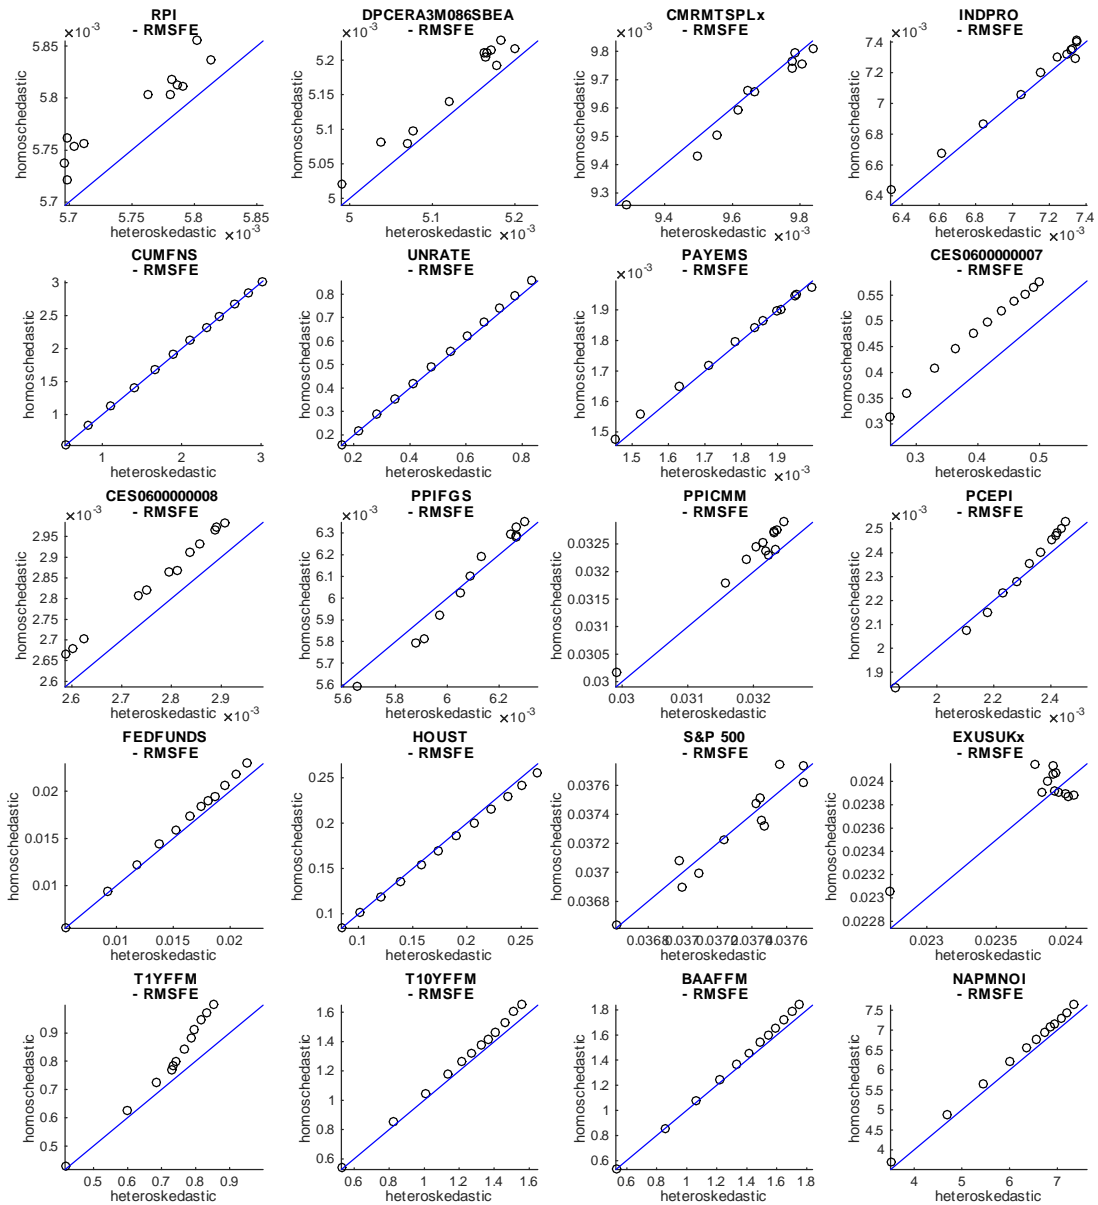 RPI
- RMSFE
×10⁻³
5.85
5.8
5.75
5.7
homoschedastic
5.7 5.75 5.8 5.85
heteroskedastic ×10⁻³
DPCERA3M086SBEA
- RMSFE
×10⁻³
5.2
5.15
5.1
5.05
5
homoschedastic
5 5.1 5.2
heteroskedastic ×10⁻³
CMRMTSPLx
- RMSFE
×10⁻³
9.8
9.7
9.6
9.5
9.4
9.3
homoschedastic
9.4 9.6 9.8
heteroskedastic ×10⁻³
INDPRO
- RMSFE
×10⁻³
7.4
7.2
7
6.8
6.6
6.4
homoschedastic
6.4 6.6 6.8 7 7.2 7.4
heteroskedastic ×10⁻³
CUMFNS
- RMSFE
3
2.5
2
1.5
1
homoschedastic
1 2 3
heteroskedastic
UNRATE
- RMSFE
0.8
0.7
0.6
0.5
0.4
0.3
0.2
homoschedastic
0.2 0.4 0.6 0.8
heteroskedastic
PAYEMS
- RMSFE
×10⁻³
1.9
1.8
1.7
1.6
1.5
homoschedastic
1.5 1.6 1.7 1.8 1.9
heteroskedastic ×10⁻³
CES0600000007
- RMSFE
0.55
0.5
0.45
0.4
0.35
0.3
homoschedastic
0.3 0.4 0.5
heteroskedastic
CES0600000008
- RMSFE
×10⁻³
2.95
2.9
2.85
2.8
2.75
2.7
2.65
2.6
homoschedastic
2.6 2.7 2.8 2.9
heteroskedastic ×10⁻³
PPIFGS
- RMSFE
×10⁻³
6.3
6.2
6.1
6
5.9
5.8
5.7
5.6
homoschedastic
5.6 5.8 6 6.2
heteroskedastic ×10⁻³
PPICMM
- RMSFE
0.0325
0.032
0.0315
0.031
0.0305
0.03
homoschedastic
0.03 0.031 0.032
heteroskedastic
PCEPI
- RMSFE
×10⁻³
2.5
2.4
2.3
2.2
2.1
2
1.9
homoschedastic
2 2.2 2.4
heteroskedastic ×10⁻³
FEDFUNDS
- RMSFE
0.02
0.015
0.01
homoschedastic
0.01 0.015 0.02
heteroskedastic
HOUST
- RMSFE
0.25
0.2
0.15
0.1
homoschedastic
0.1 0.15 0.2 0.25
heteroskedastic
S&P 500
- RMSFE
0.0376
0.0374
0.0372
0.037
0.0368
homoschedastic
0.0368 0.037 0.0372 0.0374 0.0376
heteroskedastic
EXUSUKx
- RMSFE
0.024
0.0238
0.0236
0.0234
0.0232
0.023
0.0228
homoschedastic
0.023 0.0235 0.024
heteroskedastic
T1YFFM
- RMSFE
0.9
0.8
0.7
0.6
0.5
homoschedastic
0.5 0.6 0.7 0.8 0.9
heteroskedastic
T10YFFM
- RMSFE
1.6
1.4
1.2
1
0.8
0.6
homoschedastic
0.6 0.8 1 1.2 1.4 1.6
heteroskedastic
BAAFFM
- RMSFE
1.8
1.6
1.4
1.2
1
0.8
0.6
homoschedastic
0.6 0.8 1 1.2 1.4 1.6 1.8
heteroskedastic
NAPMNOI
- RMSFE
7.5
7
6.5
6
5.5
5
4.5
4
homoschedastic
4 5 6 7
heteroskedastic